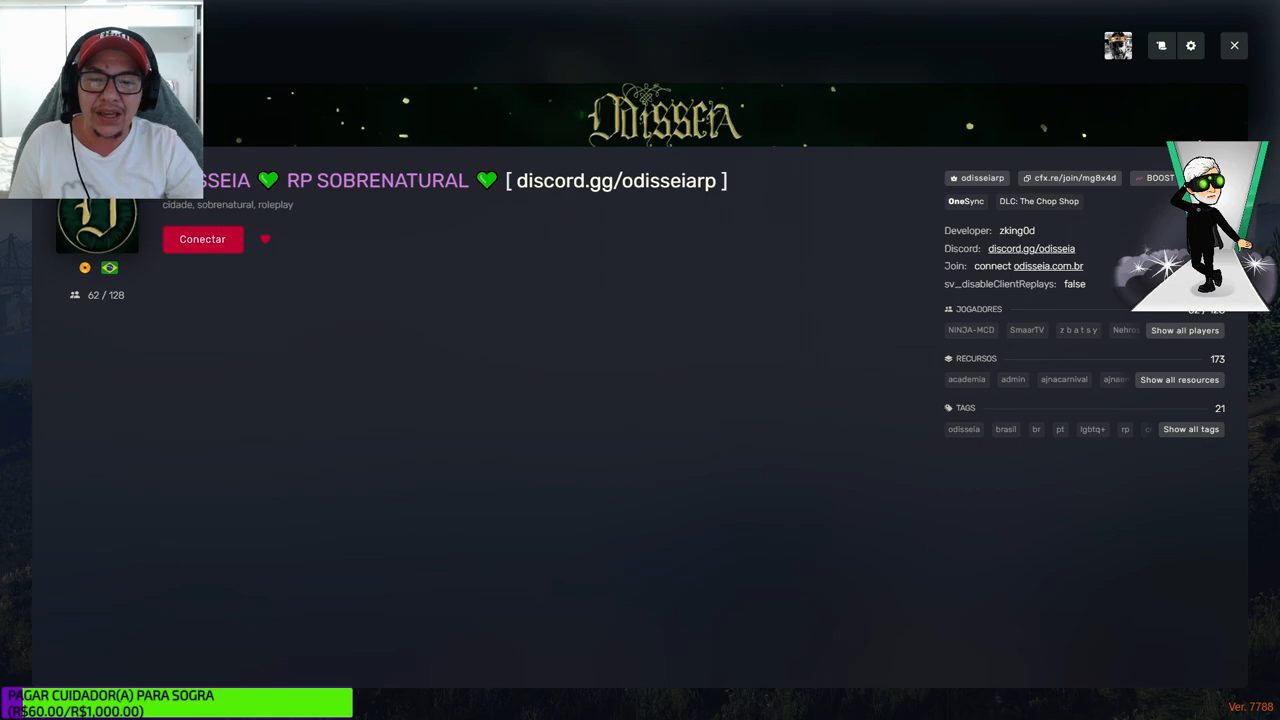 Odisseia
SSEIA 💚 RP SOBRENATURAL 💚 [ discord.gg/odisseiarp ]
cidade, sobrenatural, roleplay
Conectar
62 / 128
odisseiarp
cfx.re/join/mg8x4d
BOOST
OneSync
DLC: The Chop Shop
Developer: zking0d
Discord: discord.gg/odisseia
Join: connect odisseia.com.br
sv_disableClientReplays: false
JOGADORES
NINJA-MCD SmaarTV z b a t s y Nehro Show all players
RECURSOS 173
academia admin ajnacarnival ajnae Show all resources
TAGS 21
odisseia brasil br pt lgbtq+ rp Show all tags
PAGAR CUIDADOR(A) PARA SOGRA
(R$60.00/R$1,000.00)
Ver. 7788